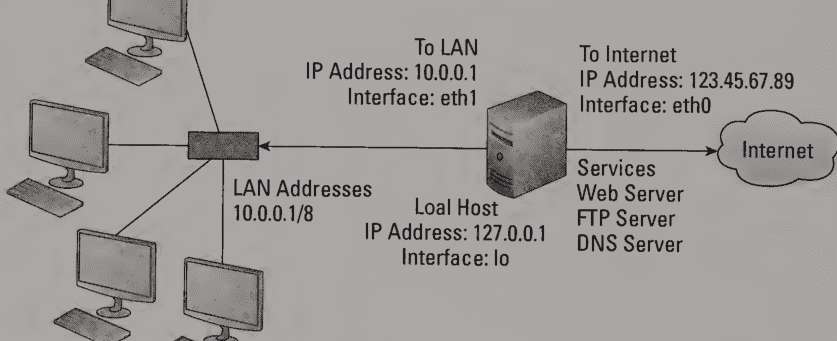 To LAN
IP Address: 10.0.0.1
Interface: eth1
To Internet
IP Address: 123.45.67.89
Interface: eth0
Internet
LAN Addresses
10.0.0.1/8
Loal Host
IP Address: 127.0.0.1
Interface: lo
Services
Web Server
FTP Server
DNS Server